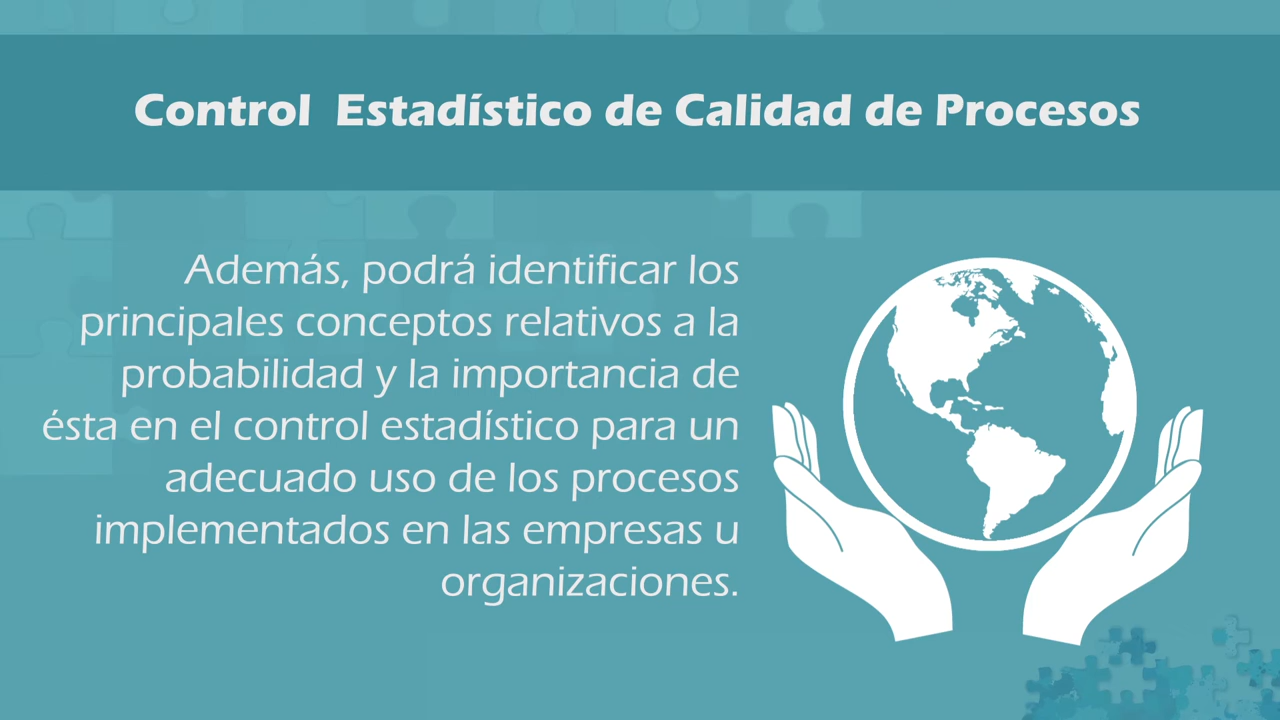 Control Estadístico de Calidad de Procesos
Además, podrá identificar los
principales conceptos relativos a la
probabilidad y la importancia de
ésta en el control estadístico para un
adecuado uso de los procesos
implementados en las empresas u
organizaciones.